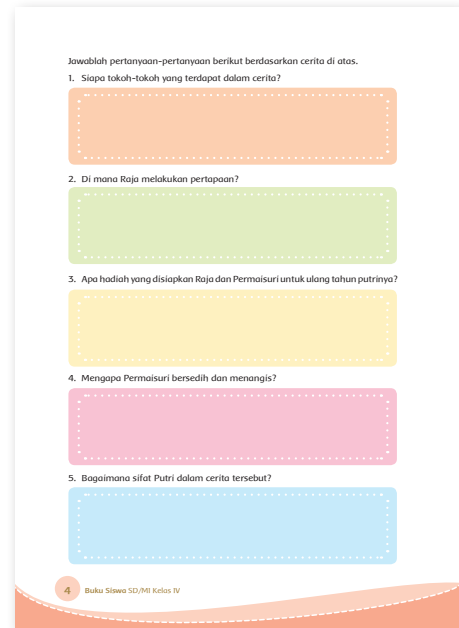 Jawablah pertanyaan-pertanyaan berikut berdasarkan cerita di atas.
1. Siapa tokoh-tokoh yang terdapat dalam cerita?
2. Di mana Raja melakukan pertapaan?
3. Apa hadiah yang disiapkan Raja dan Permaisuri untuk ulang tahun putrinya?
4. Mengapa Permaisuri bersedih dan menangis?
5. Bagaimana sifat Putri dalam cerita tersebut?
4 Buku Siswa SD/MI Kelas IV